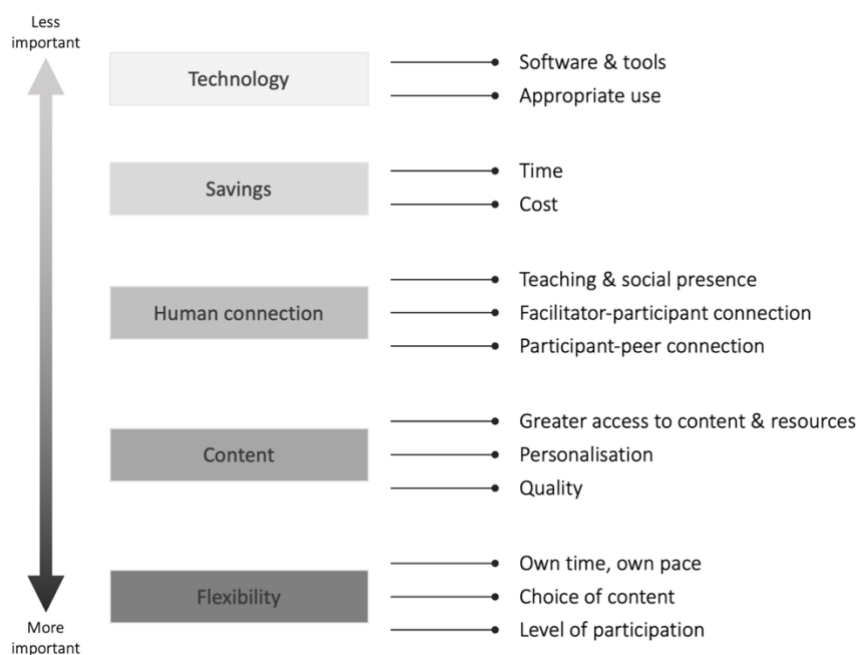 Less
important
Technology
Software & tools
Appropriate use
Savings
Time
Cost
Human connection
Teaching & social presence
Facilitator-participant connection
Participant-peer connection
Content
Greater access to content & resources
Personalisation
Quality
Flexibility
Own time, own pace
Choice of content
Level of participation
More
important